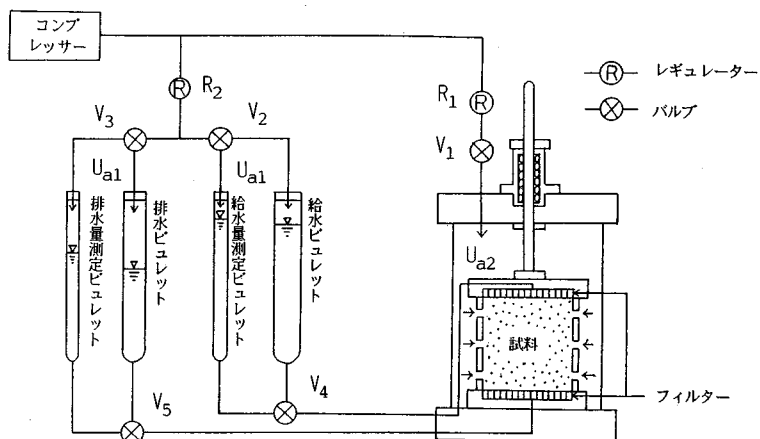 コンプ
レッサー
R₂
V₃
V₂
Uₐ₁
Uₐ₁
排水量測定ビュレット
排水ビュレット
給水量測定ビュレット
給水ビュレット
V₅
V₄
R₁
V₁
Uₐ₂
R
R
R
レギュレーター
バルブ
試料
フィルター